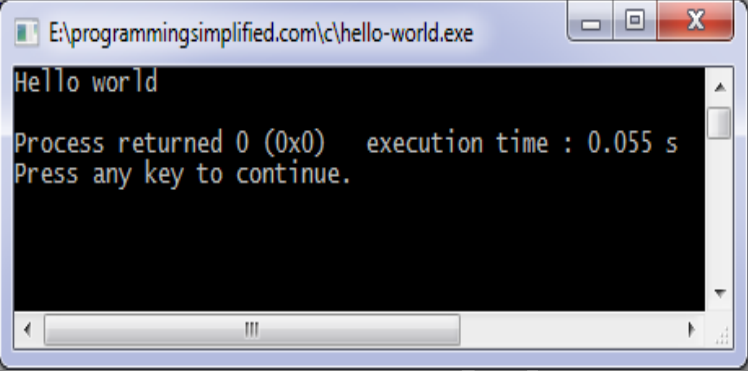 E:\programmingsimplified.com\c\hello-world.exe
Hello world
Process returned 0 (0x0)   execution time : 0.055 s
Press any key to continue.